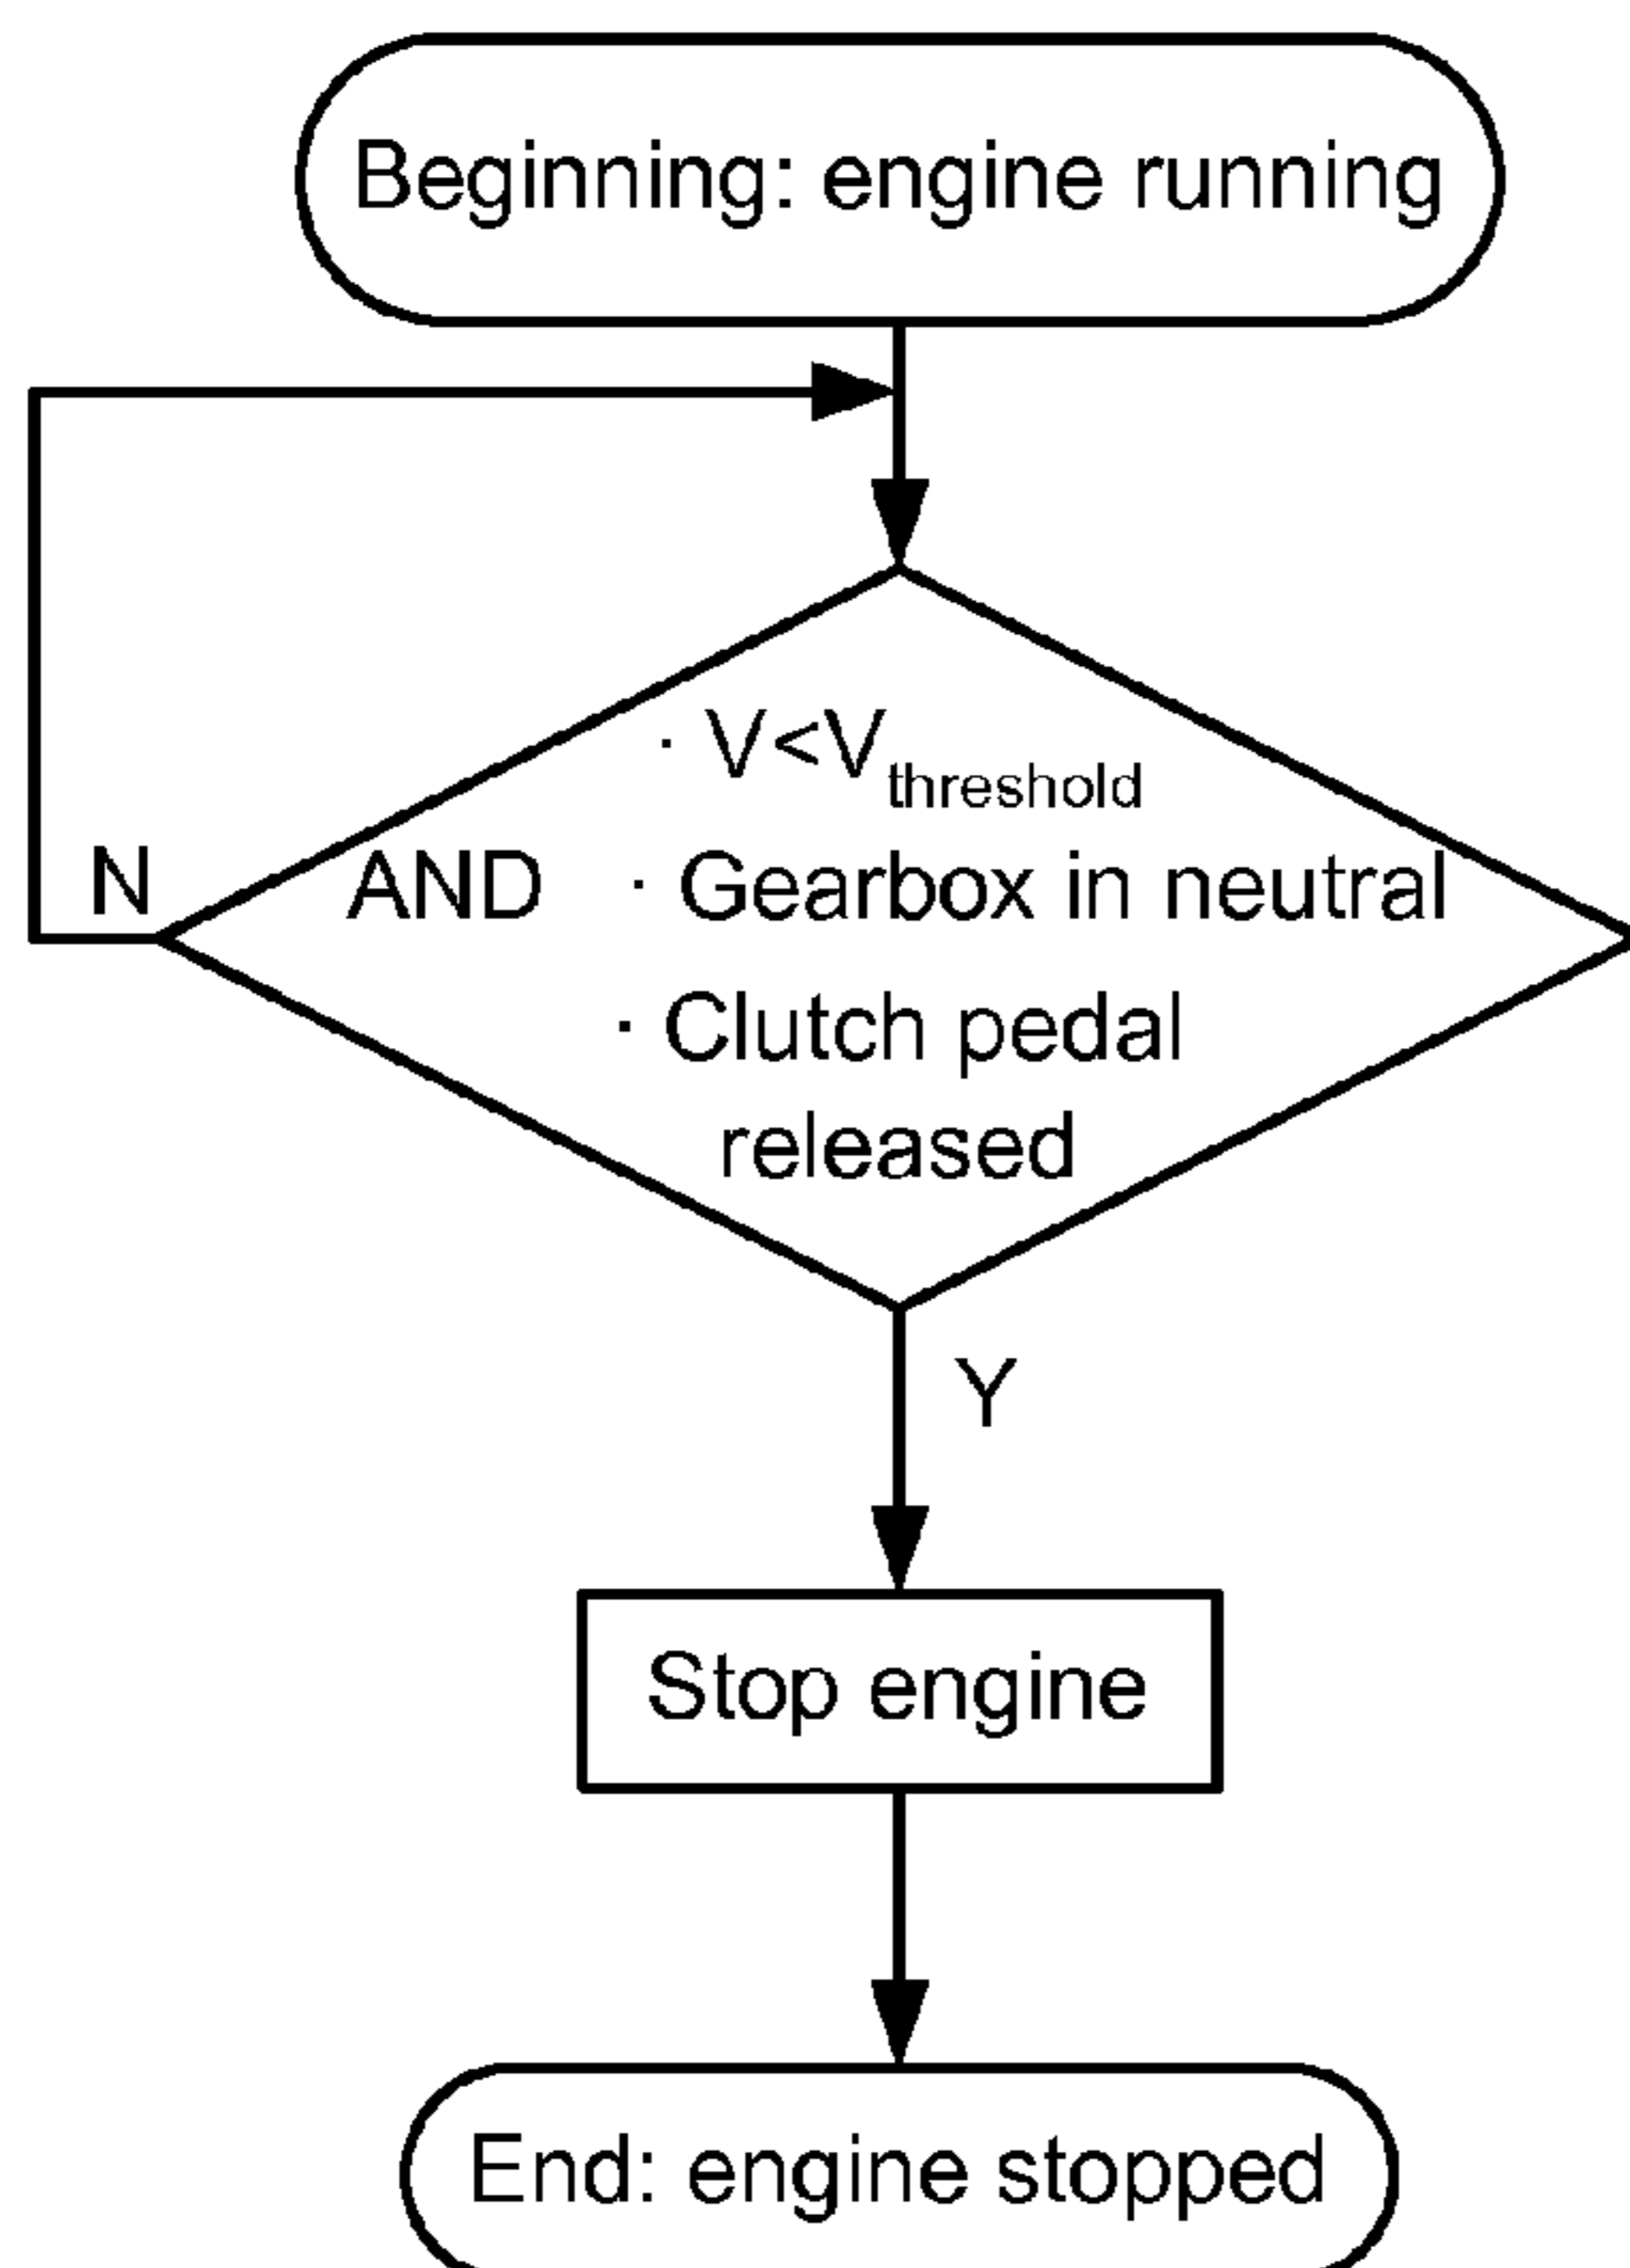 Beginning: engine running
· V<Vthreshold
N
AND · Gearbox in neutral
· Clutch pedal
released
Y
Stop engine
End: engine stopped